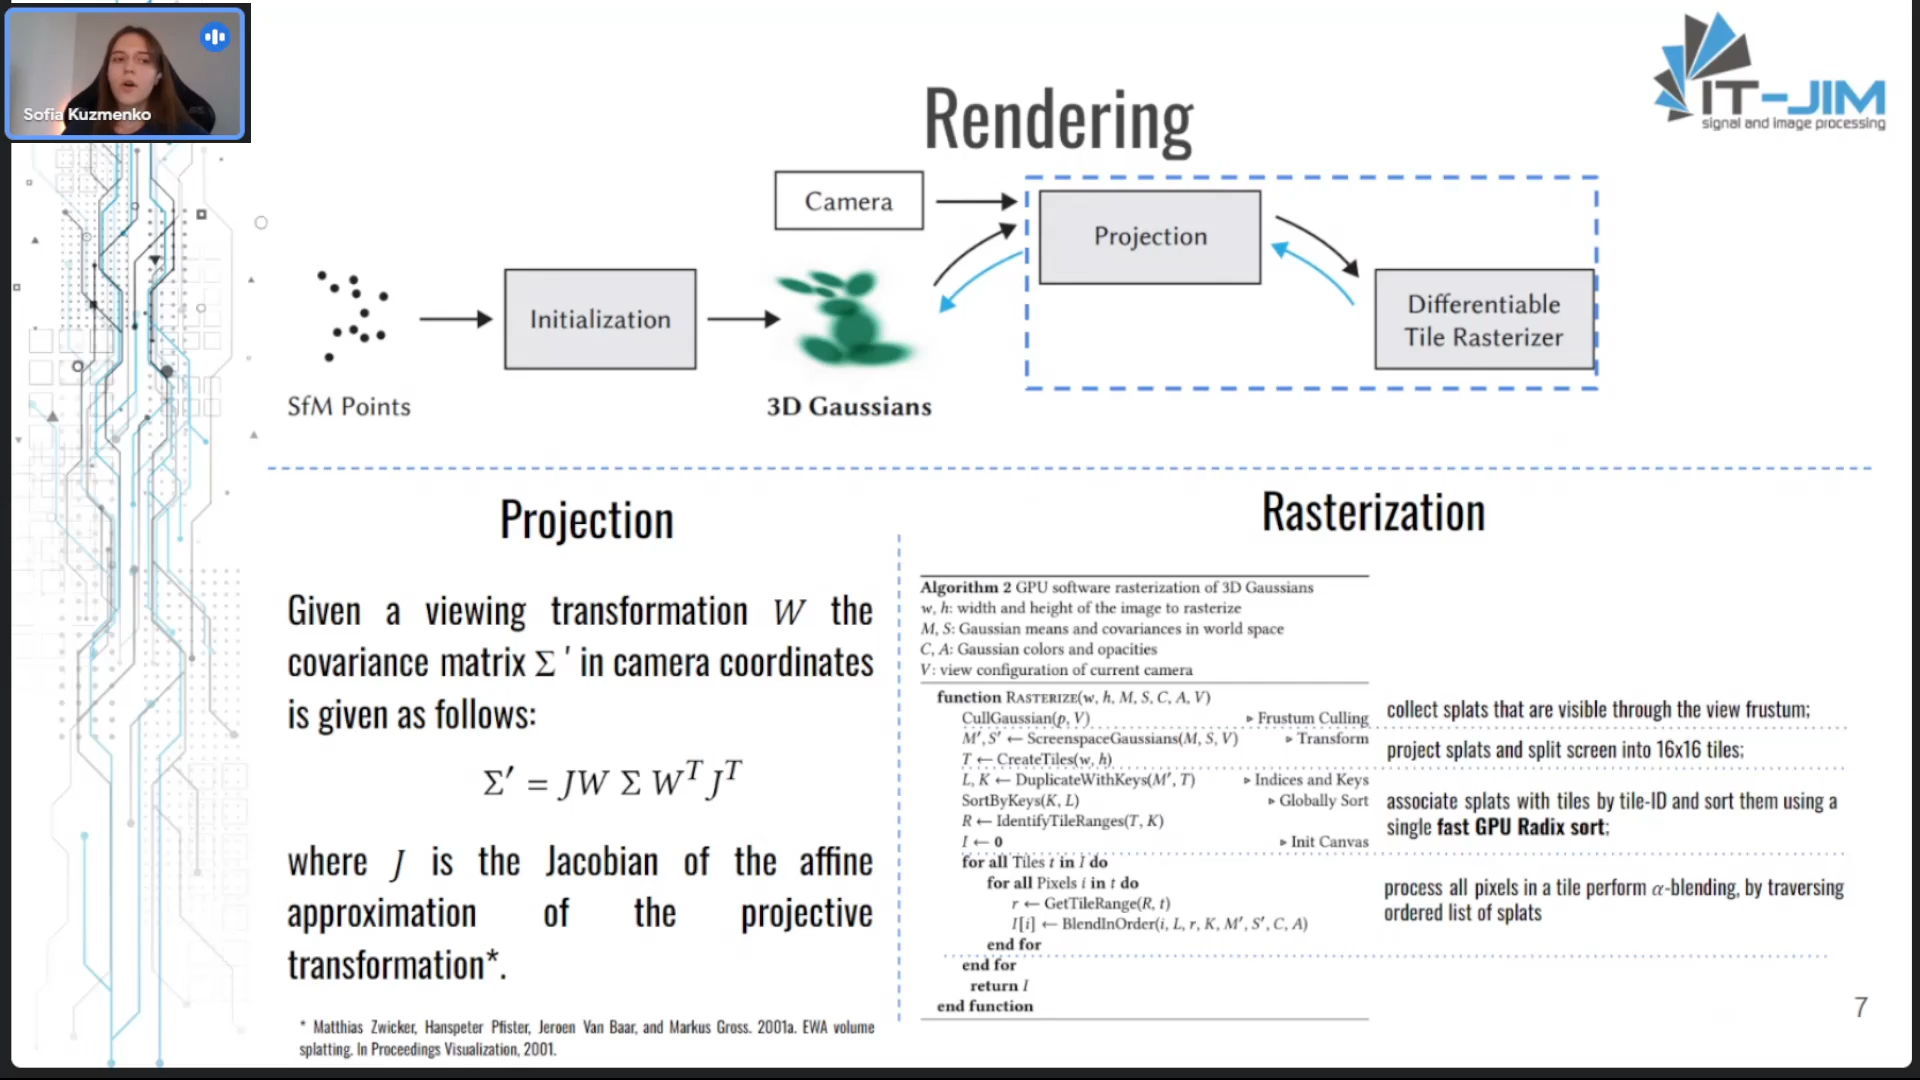 Sofia Kuzmenko
IT-JIM
signal and image processing
Rendering
Camera
Projection
Initialization
Differentiable
Tile Rasterizer
SfM Points
3D Gaussians
Projection
Given a viewing transformation W the
covariance matrix Σ ′ in camera coordinates
is given as follows:
Σ′ = JW Σ W^T J^T
where J is the Jacobian of the affine
approximation of the projective
transformation*.
* Matthias Zwicker, Hanspeter Pfister, Jeroen Van Baar, and Markus Gross. 2001a. EWA volume
splatting. In Proceedings Visualization, 2001.
Rasterization
Algorithm 2 GPU software rasterization of 3D Gaussians
w, h: width and height of the image to rasterize
M, S: Gaussian means and covariances in world space
C, A: Gaussian colors and opacities
V: view configuration of current camera
function RASTERIZE(w, h, M, S, C, A, V)
CullGaussian(p, V) ▹ Frustum Culling
M′, S′ ← ScreenspaceGaussians(M, S, V) ▹ Transform
T ← CreateTiles(w, h)
L, K ← DuplicateWithKeys(M′, T) ▹ Indices and Keys
SortByKeys(K, L) ▹ Globally Sort
R ← IdentifyTileRanges(T, K)
I ← 0 ▹ Init Canvas
for all Tiles t in I do
for all Pixels i in t do
r ← GetTileRange(R, t)
I[i] ← BlendInOrder(i, L, r, K, M′, S′, C, A)
end for
end for
return I
end function
collect splats that are visible through the view frustum;
project splats and split screen into 16x16 tiles;
associate splats with tiles by tile-ID and sort them using a
single fast GPU Radix sort;
process all pixels in a tile perform α-blending, by traversing
ordered list of splats
7